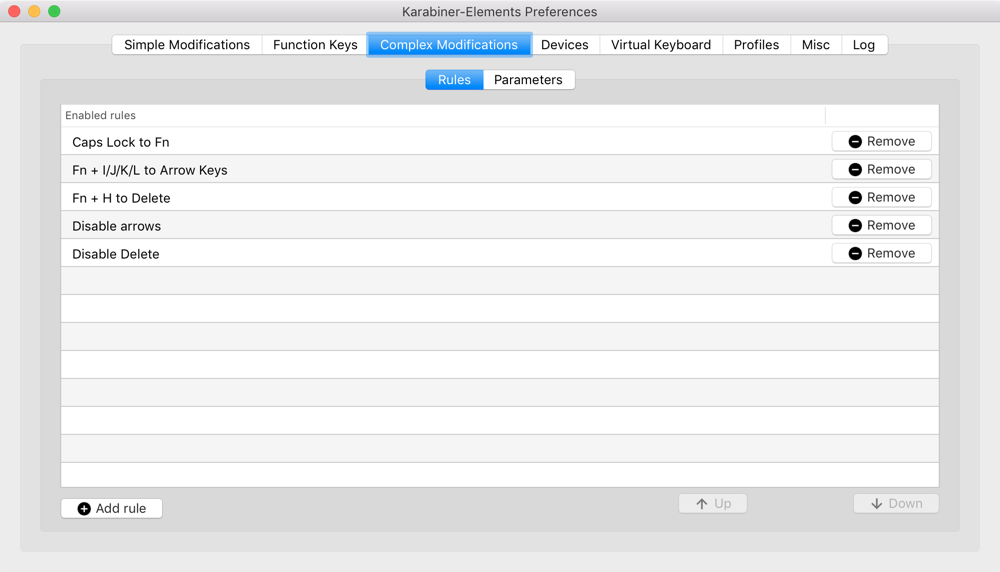 Karabiner-Elements Preferences
Simple Modifications Function Keys Complex Modifications Devices Virtual Keyboard Profiles Misc Log
Rules Parameters
Enabled rules
Caps Lock to Fn Remove
Fn + I/J/K/L to Arrow Keys Remove
Fn + H to Delete Remove
Disable arrows Remove
Disable Delete Remove
Add rule Up Down